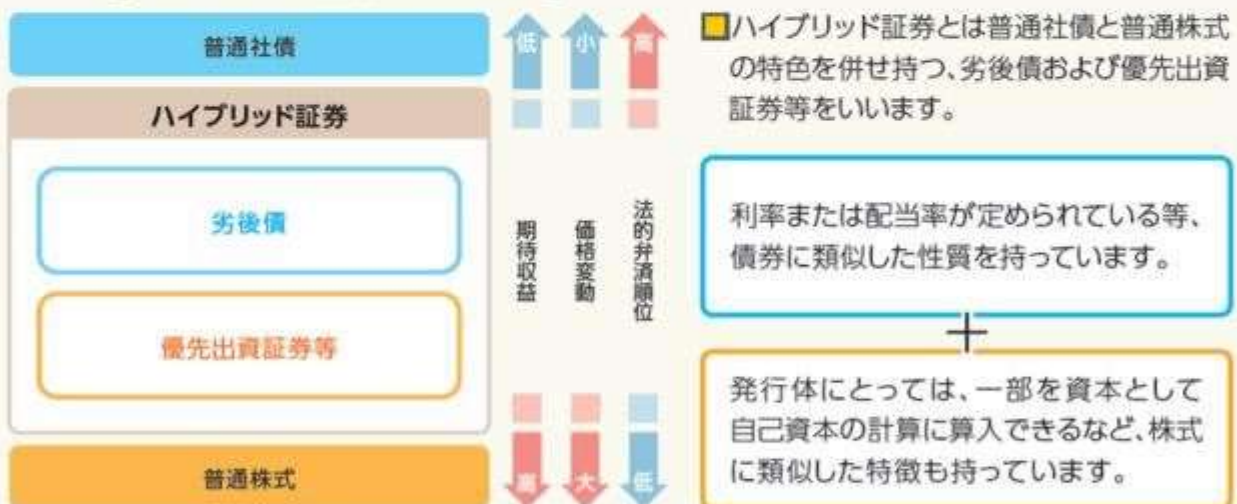 普通社債
ハイブリッド証券
劣後債
優先出資証券等
普通株式
低
小
高
期待収益
価格変動
法的弁済順位
高
大
低
ハイブリッド証券とは普通社債と普通株式
の特色を併せ持つ、劣後債および優先出資
証券等をいいます。
利率または配当率が定められている等、
債券に類似した性質を持っています。
+
発行体にとっては、一部を資本として
自己資本の計算に算入できるなど、株式
に類似した特徴も持っています。